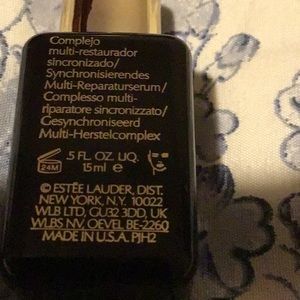 Complejo
multi-restaurador
sincronizado/
Synchronisierendes
Multi-Reparaturserum/
Complesso multi-
riparatore sincronizzato/
Gesynchroniseerd
Multi-Herstelcomplex
24M .5 FL. OZ. LIQ.
15 ml e
© ESTĒE LAUDER, DIST.
NEW YORK, N.Y. 10022
WLB LTD, GU32 3DD, UK
WLBS NV, OEVEL BE-2260
MADE IN U.S.A. PJH2